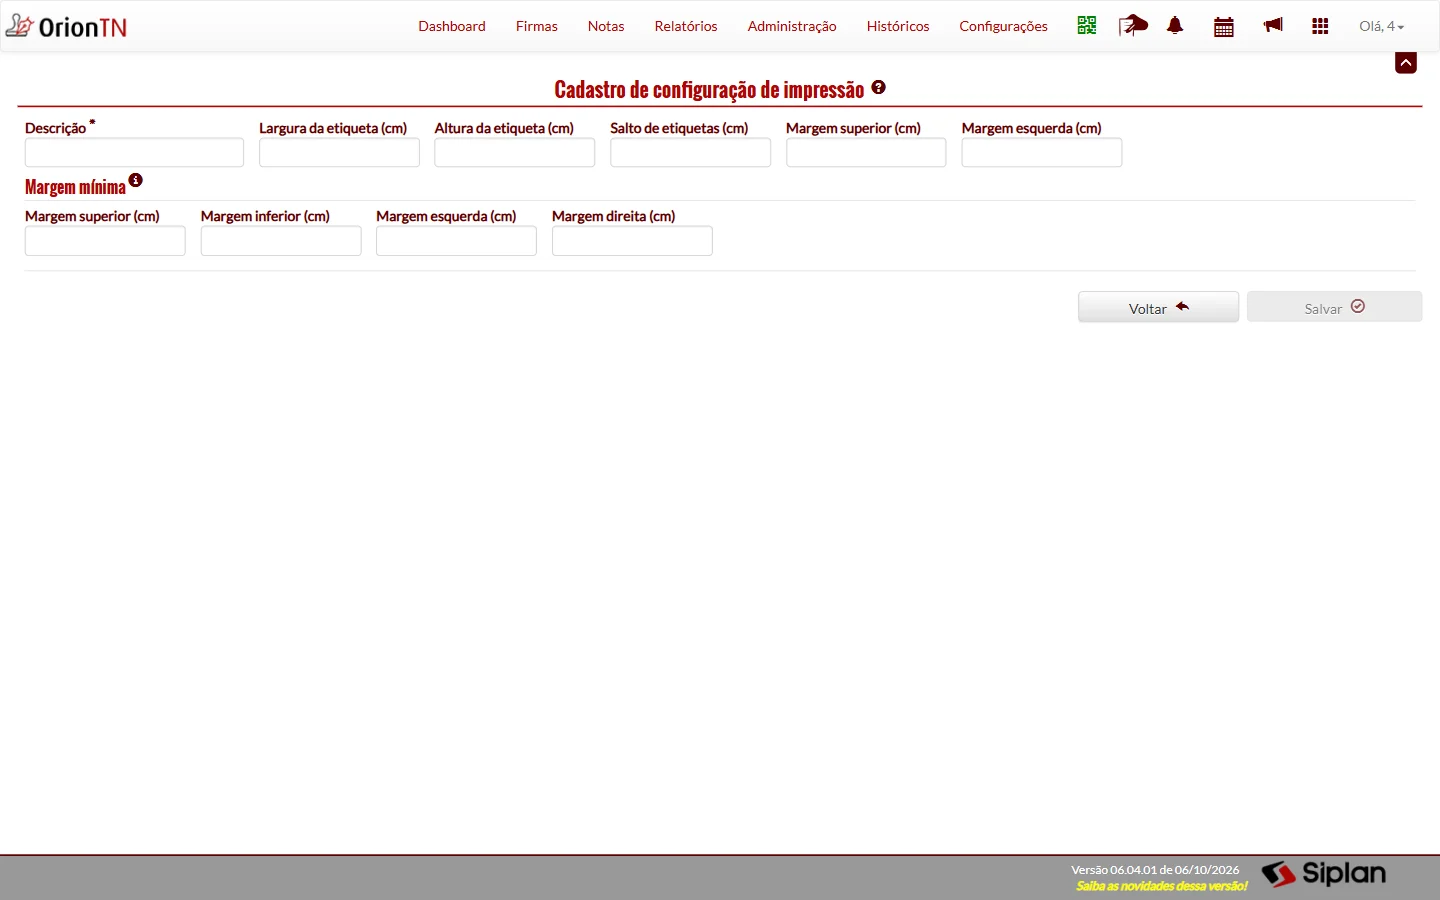 OrionTN
Dashboard Firmas Notas Relatórios Administração Históricos Configurações Olá, 4
Cadastro de configuração de impressão
Descrição * Largura da etiqueta (cm) Altura da etiqueta (cm) Salto de etiquetas (cm) Margem superior (cm) Margem esquerda (cm)
Margem mínima
Margem superior (cm) Margem inferior (cm) Margem esquerda (cm) Margem direita (cm)
Voltar Salvar
Versão 06.04.01 de 06/10/2026
Saiba as novidades dessa versão!
Siplan